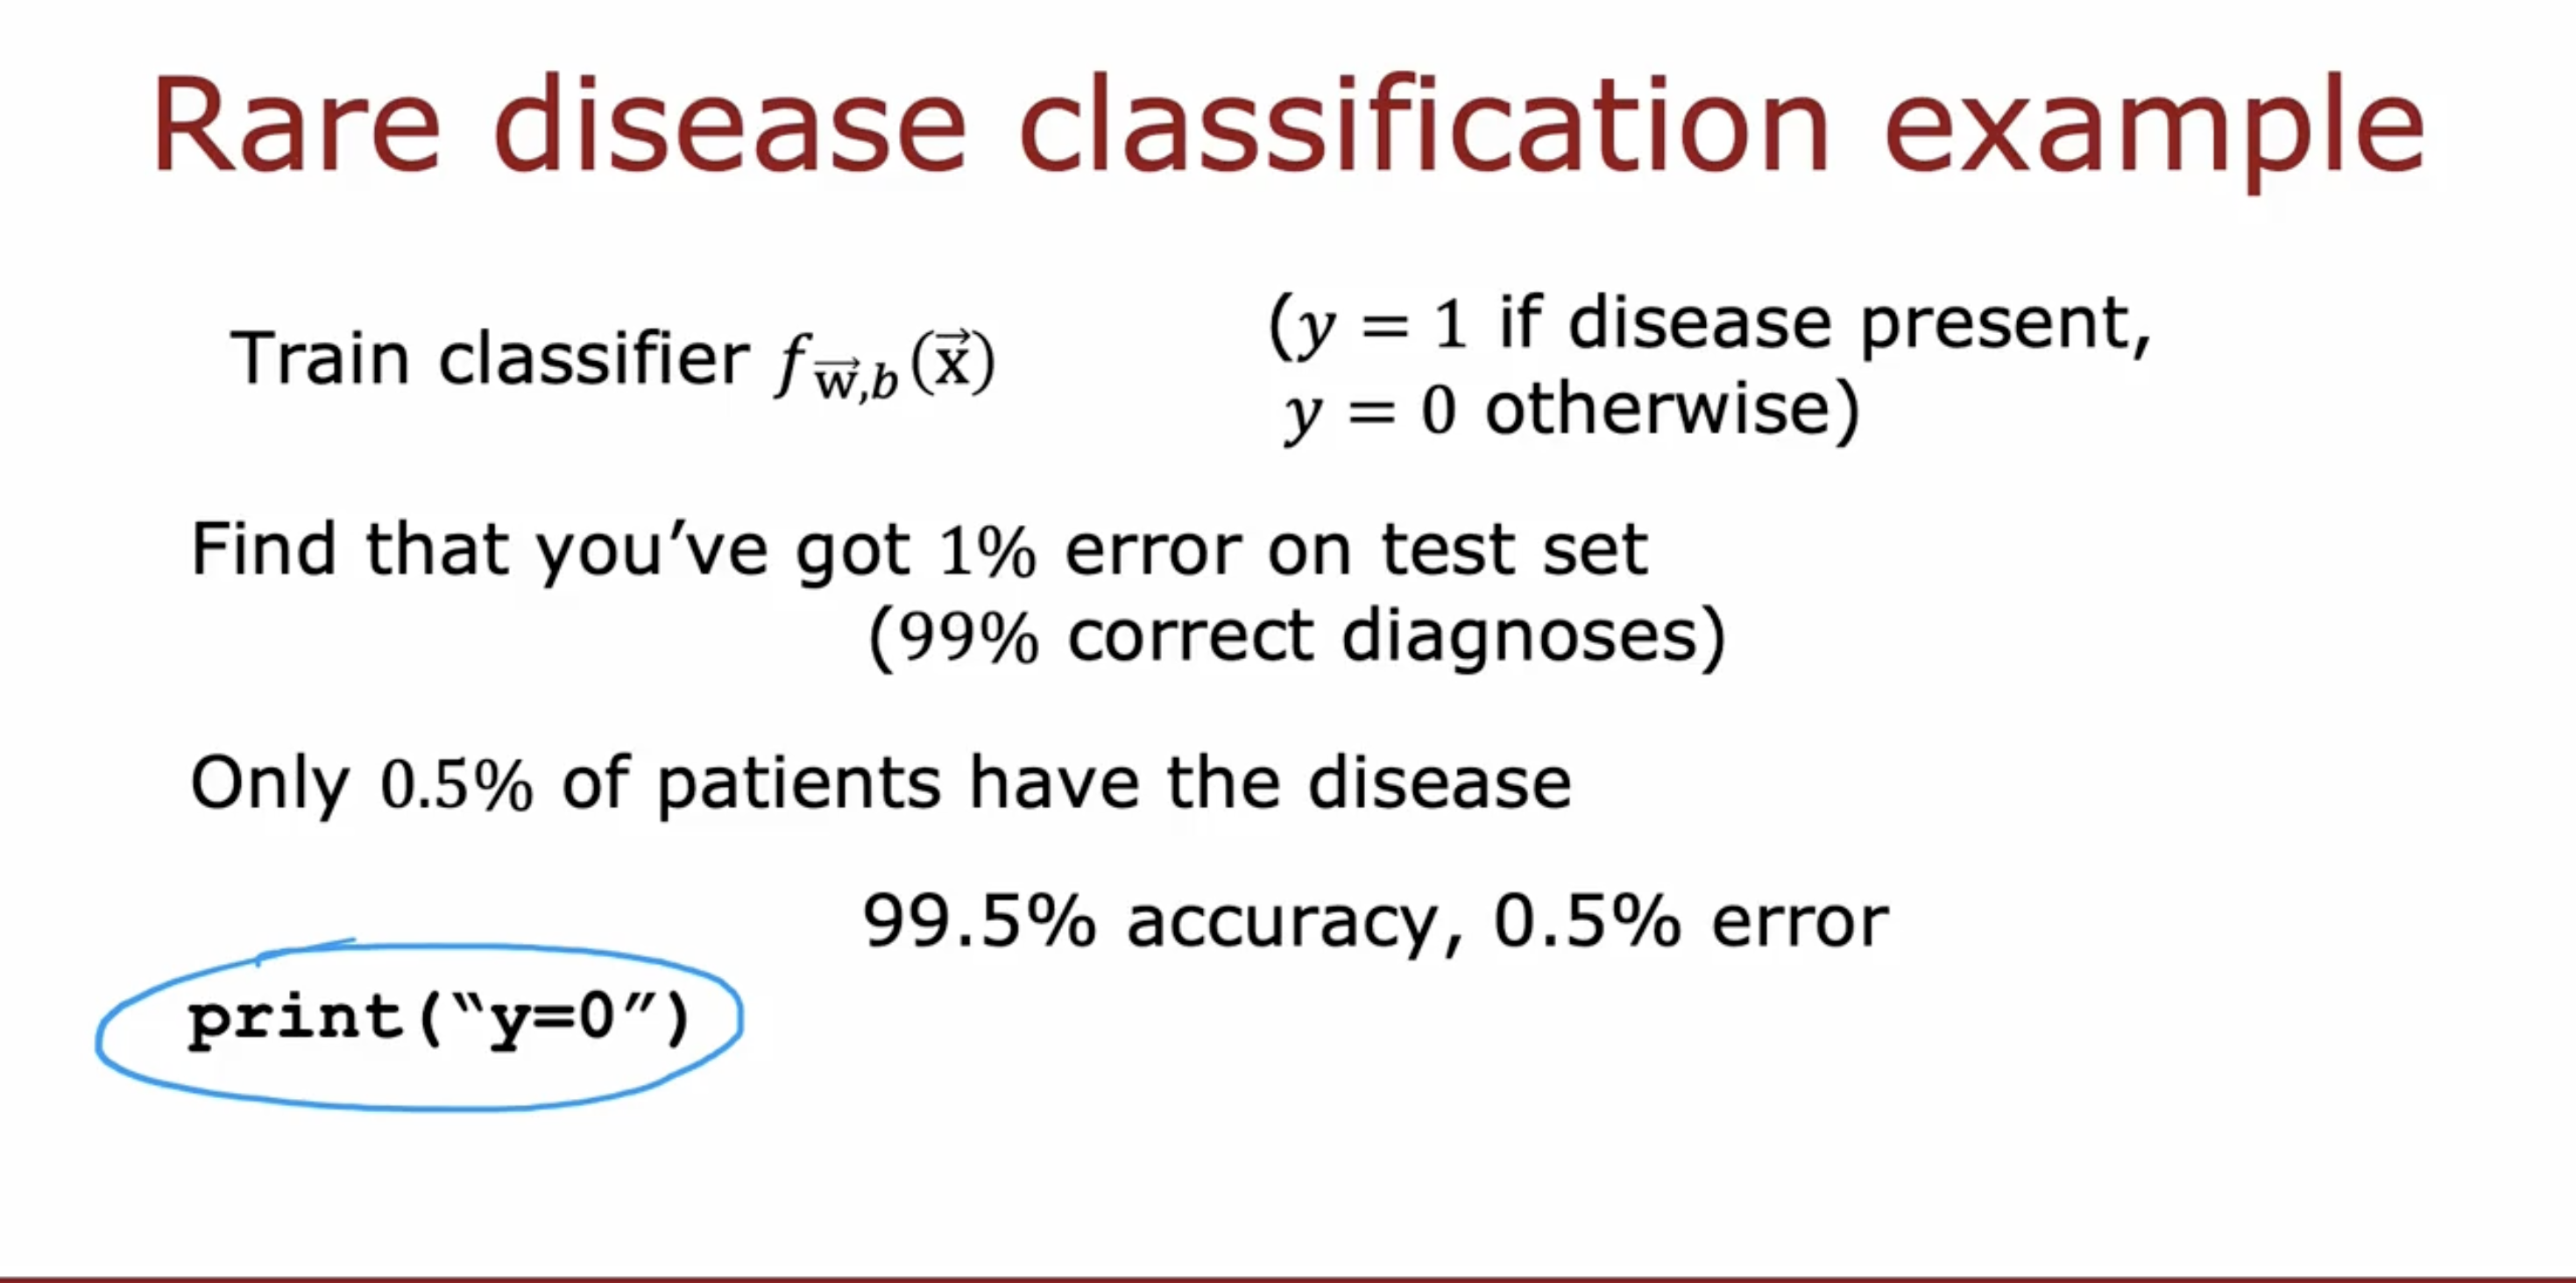 Rare disease classification example
Train classifier f_{\vec{w},b}(\vec{x})
(y = 1 if disease present,
y = 0 otherwise)
Find that you’ve got 1% error on test set
(99% correct diagnoses)
Only 0.5% of patients have the disease
99.5% accuracy, 0.5% error
print(“y=0”)